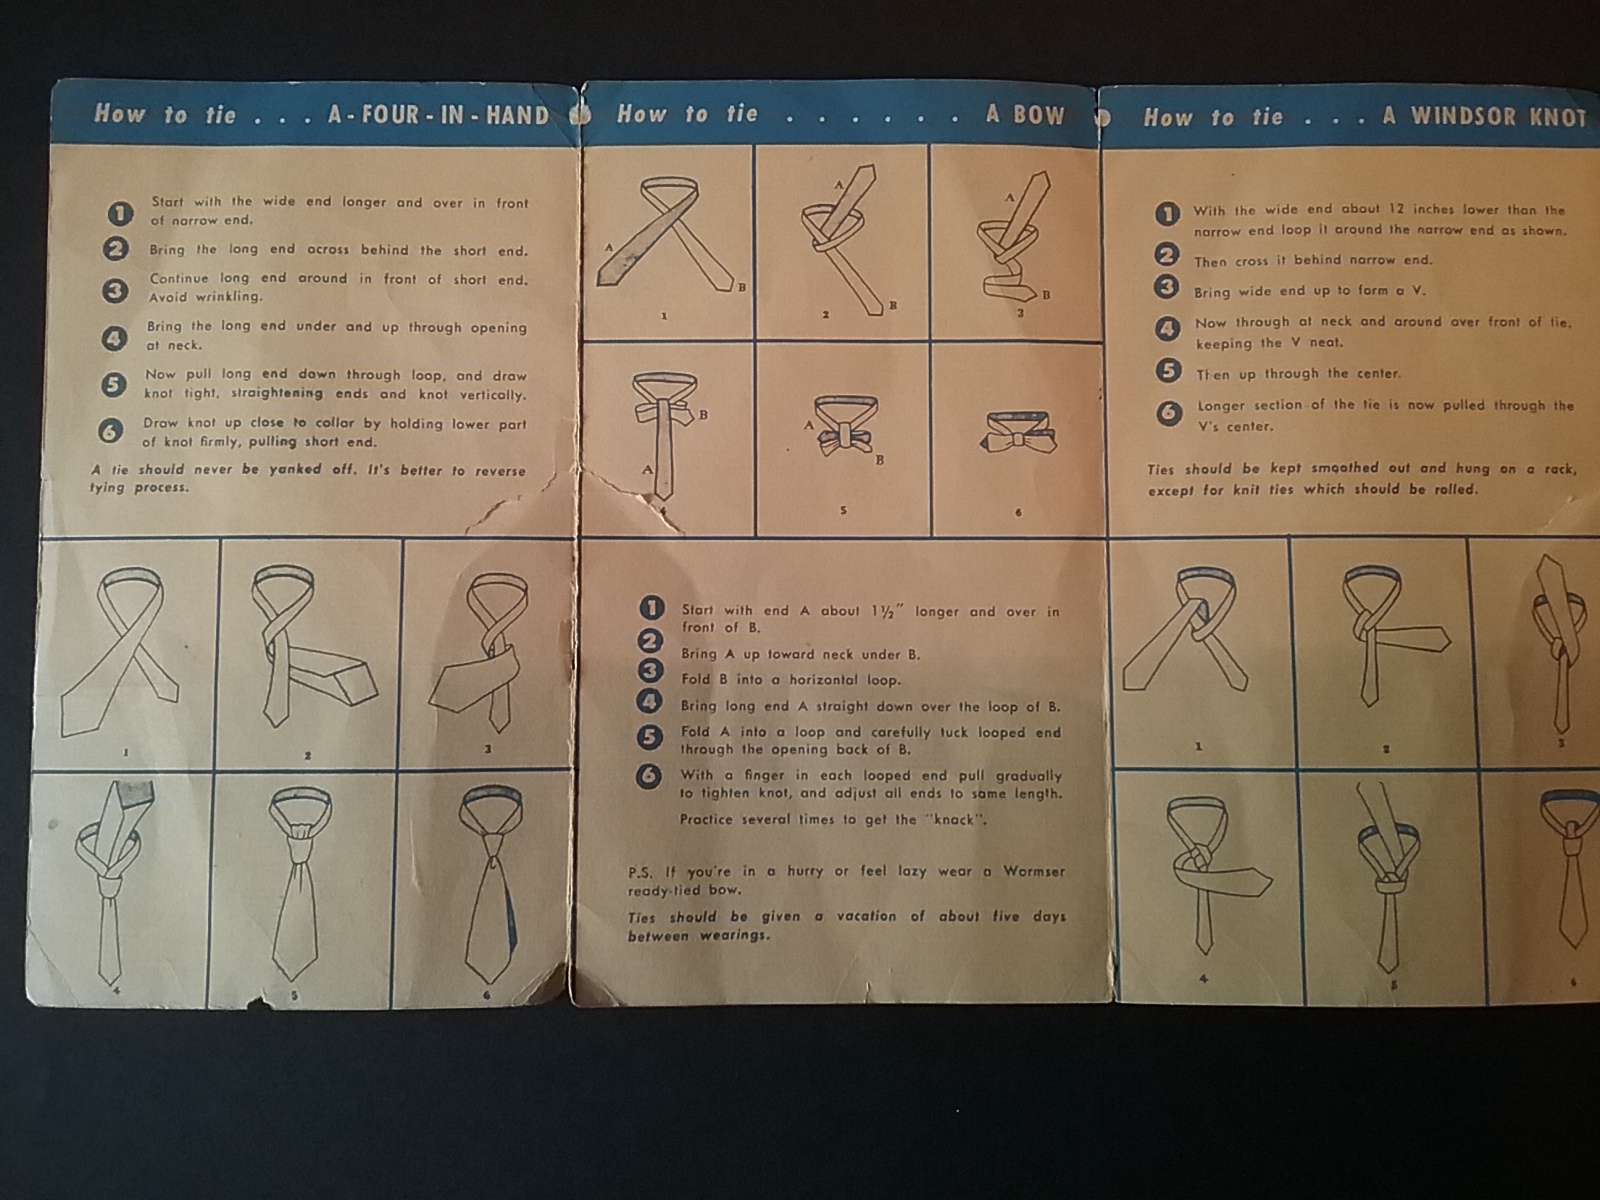 How to tie . . . A-FOUR-IN-HAND
1 Start with the wide end longer and over in front
of narrow end.
2 Bring the long end across behind the short end.
3 Continue long end around in front of short end.
Avoid wrinkling.
4 Bring the long end under and up through opening
at neck.
5 Now pull long end down through loop, and draw
knot tight, straightening ends and knot vertically.
6 Draw knot up close to collar by holding lower part
of knot firmly, pulling short end.
A tie should never be yanked off. It's better to reverse
tying process.
1 2 3
4 5 6
How to tie . . . . . . A BOW
A B
1
A B
2
A B
3
B A
4
A B
5
6
1 Start with end A about 1½" longer and over in
front of B.
2 Bring A up toward neck under B.
3 Fold B into a horizontal loop.
4 Bring long end A straight down over the loop of B.
5 Fold A into a loop and carefully tuck looped end
through the opening back of B.
6 With a finger in each looped end pull gradually
to tighten knot, and adjust all ends to same length.
Practice several times to get the "knack".
P.S. If you're in a hurry or feel lazy wear a Wormser
ready-tied bow.
Ties should be given a vacation of about five days
between wearings.
How to tie . . . A WINDSOR KNOT
1 With the wide end about 12 inches lower than the
narrow end loop it around the narrow end as shown.
2 Then cross it behind narrow end.
3 Bring wide end up to form a V.
4 Now through at neck and around over front of tie,
keeping the V neat.
5 Then up through the center.
6 Longer section of the tie is now pulled through the
V's center.
Ties should be kept smoothed out and hung on a rack,
except for knit ties which should be rolled.
1 2 3
4 5 6